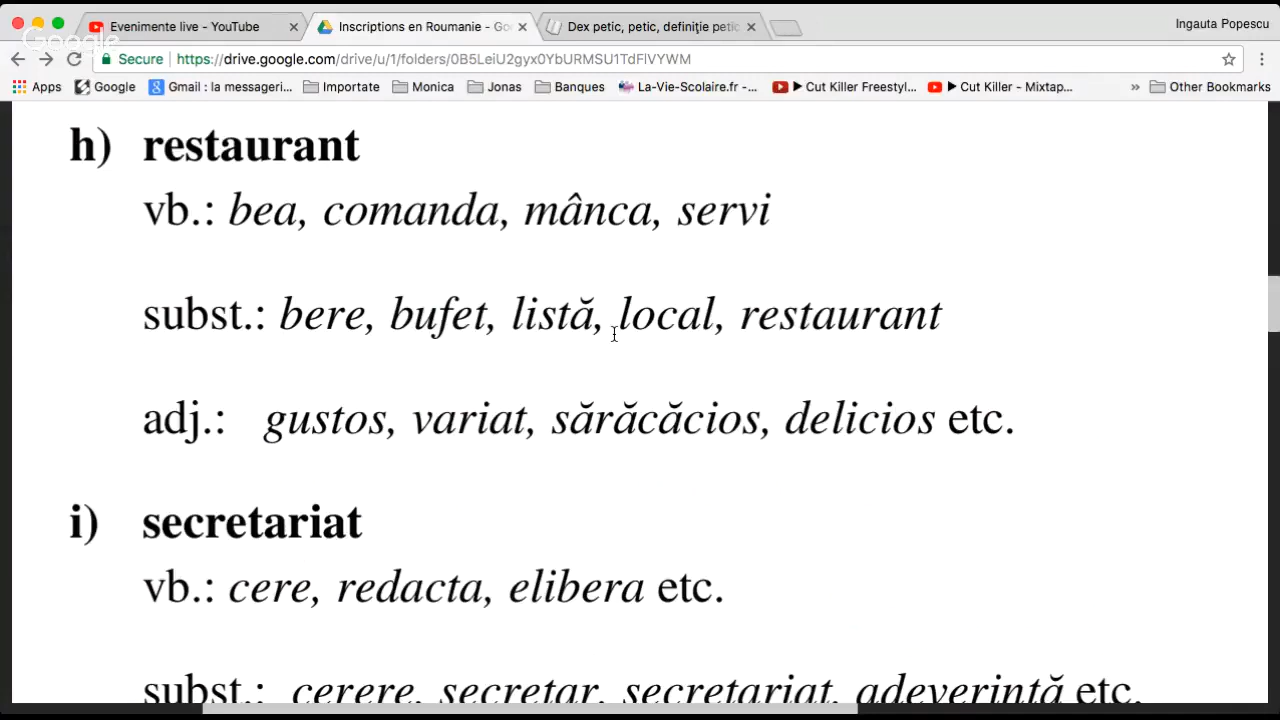 Evenimente live - YouTube
Inscriptions en Roumanie - Go
Dex petic, petic, definiție petic
Ingauta Popescu
Google
Secure
https://drive.google.com/drive/u/1/folders/0B5LeiU2gyx0YbURMSU1TdFlVYWM
Apps Google Gmail : la messageri... Importate Monica Jonas Banques La-Vie-Scolaire.fr -... ▶ Cut Killer Freestyl... ▶ Cut Killer - Mixtap... » Other Bookmarks
h) restaurant
vb.: bea, comanda, mânca, servi
subst.: bere, bufet, listă, local, restaurant
adj.: gustos, variat, sărăcăcios, delicios etc.
i) secretariat
vb.: cere, redacta, elibera etc.
subst.: cerere, secretar, secretariat, adeverință etc.